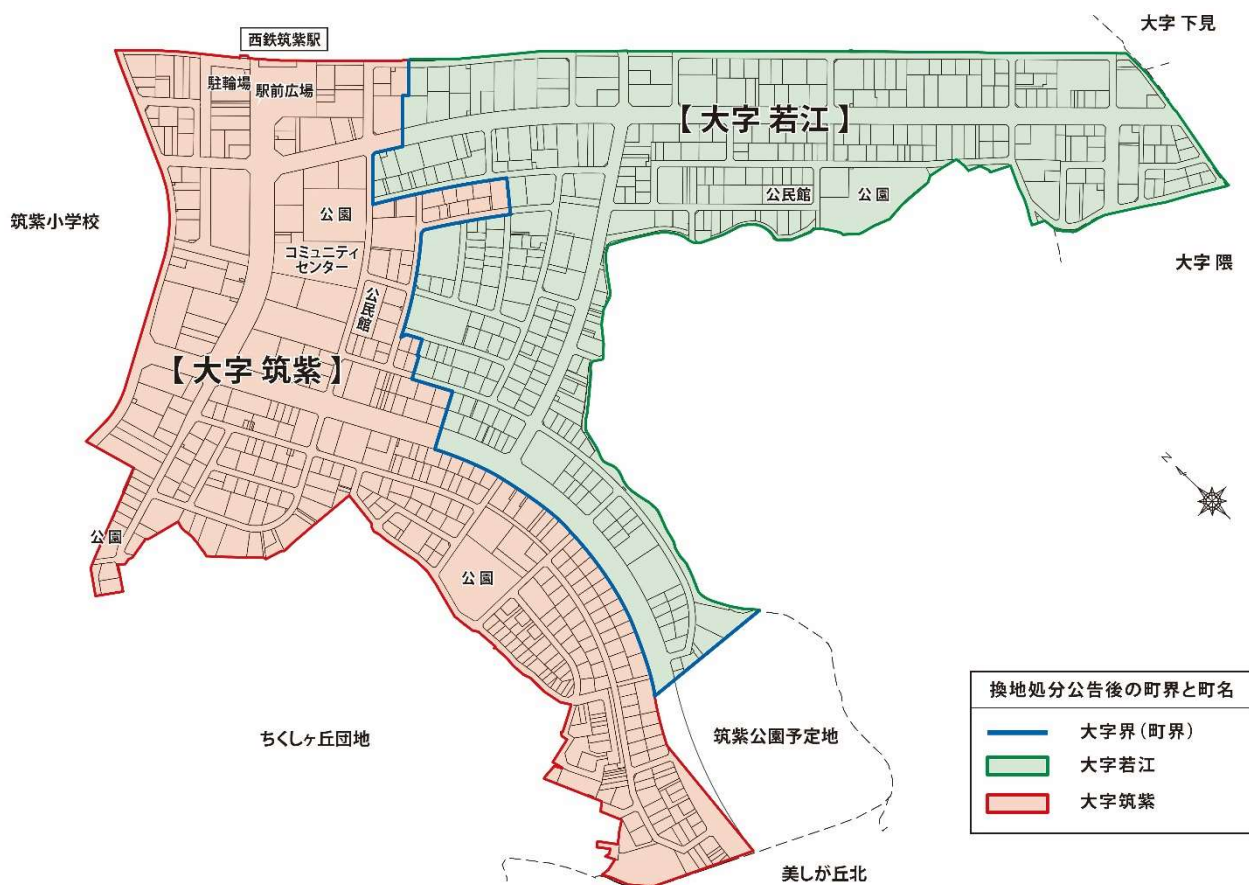 西鉄筑紫駅
大字 下見
駐輪場
駅前広場
【 大字 若江 】
公民館
公園
筑紫小学校
公園
コミュニティ
センター
公民館
大字 隈
【 大字 筑紫 】
N
公園
公園
ちくしヶ丘団地
筑紫公園予定地
美しが丘北
換地処分公告後の町界と町名
大字界(町界)
大字若江
大字筑紫